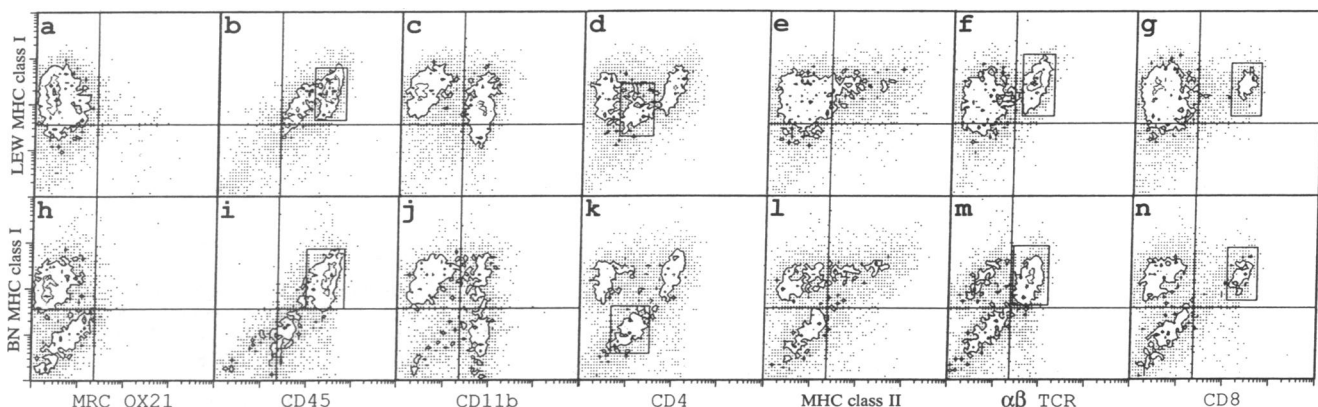 a b c d e f g
LEW MHC class I
h i j k l m n
BN MHC class I
MRC OX21 CD45 CD11b CD4 MHC class II αβ TCR CD8